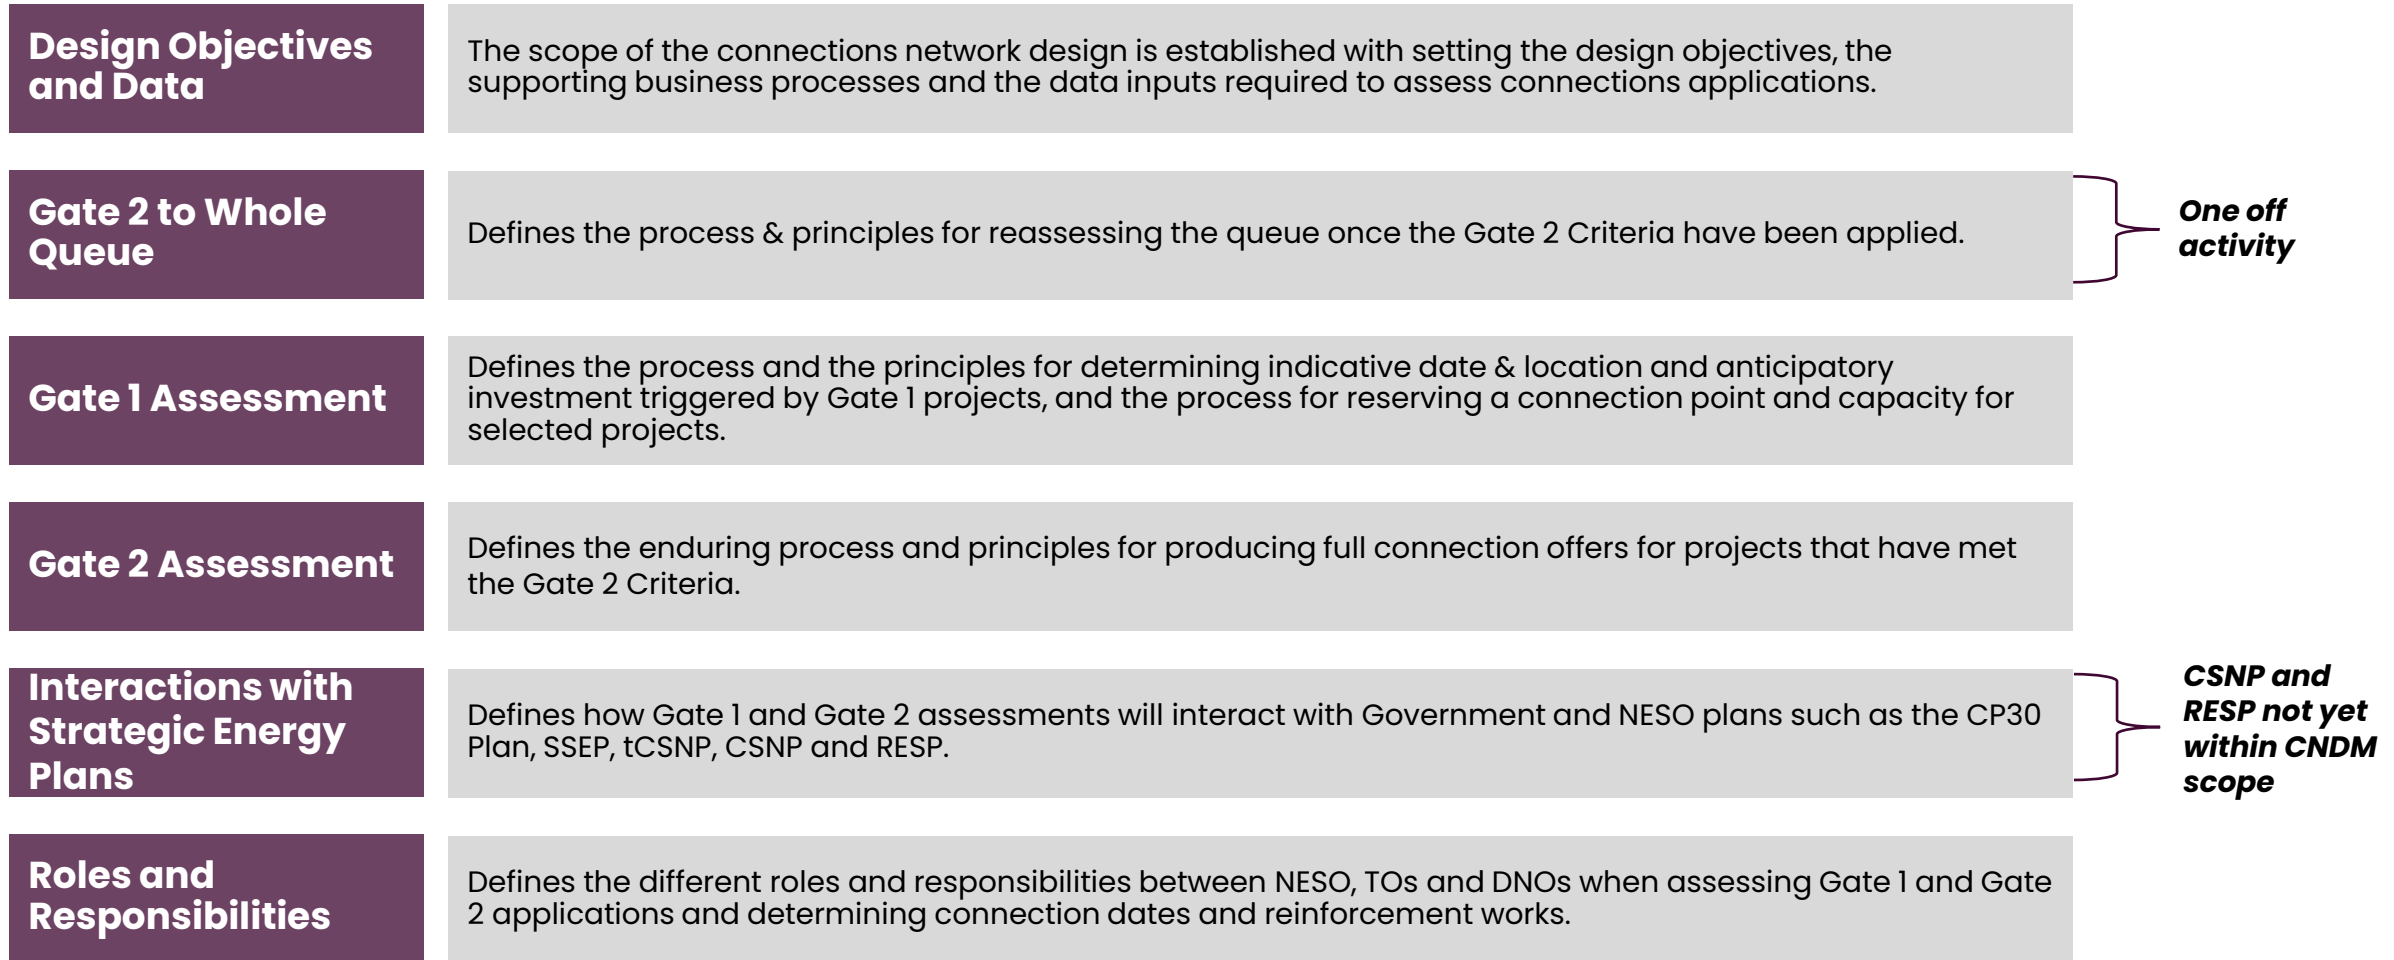 Design Objectives
and Data
The scope of the connections network design is established with setting the design objectives, the
supporting business processes and the data inputs required to assess connections applications.
Gate 2 to Whole
Queue
Defines the process & principles for reassessing the queue once the Gate 2 Criteria have been applied.
One off
activity
Gate 1 Assessment
Defines the process and the principles for determining indicative date & location and anticipatory
investment triggered by Gate 1 projects, and the process for reserving a connection point and capacity for
selected projects.
Gate 2 Assessment
Defines the enduring process and principles for producing full connection offers for projects that have met
the Gate 2 Criteria.
Interactions with
Strategic Energy
Plans
Defines how Gate 1 and Gate 2 assessments will interact with Government and NESO plans such as the CP30
Plan, SSEP, tCSNP, CSNP and RESP.
CSNP and
RESP not yet
within CNDM
scope
Roles and
Responsibilities
Defines the different roles and responsibilities between NESO, TOs and DNOs when assessing Gate 1 and Gate
2 applications and determining connection dates and reinforcement works.